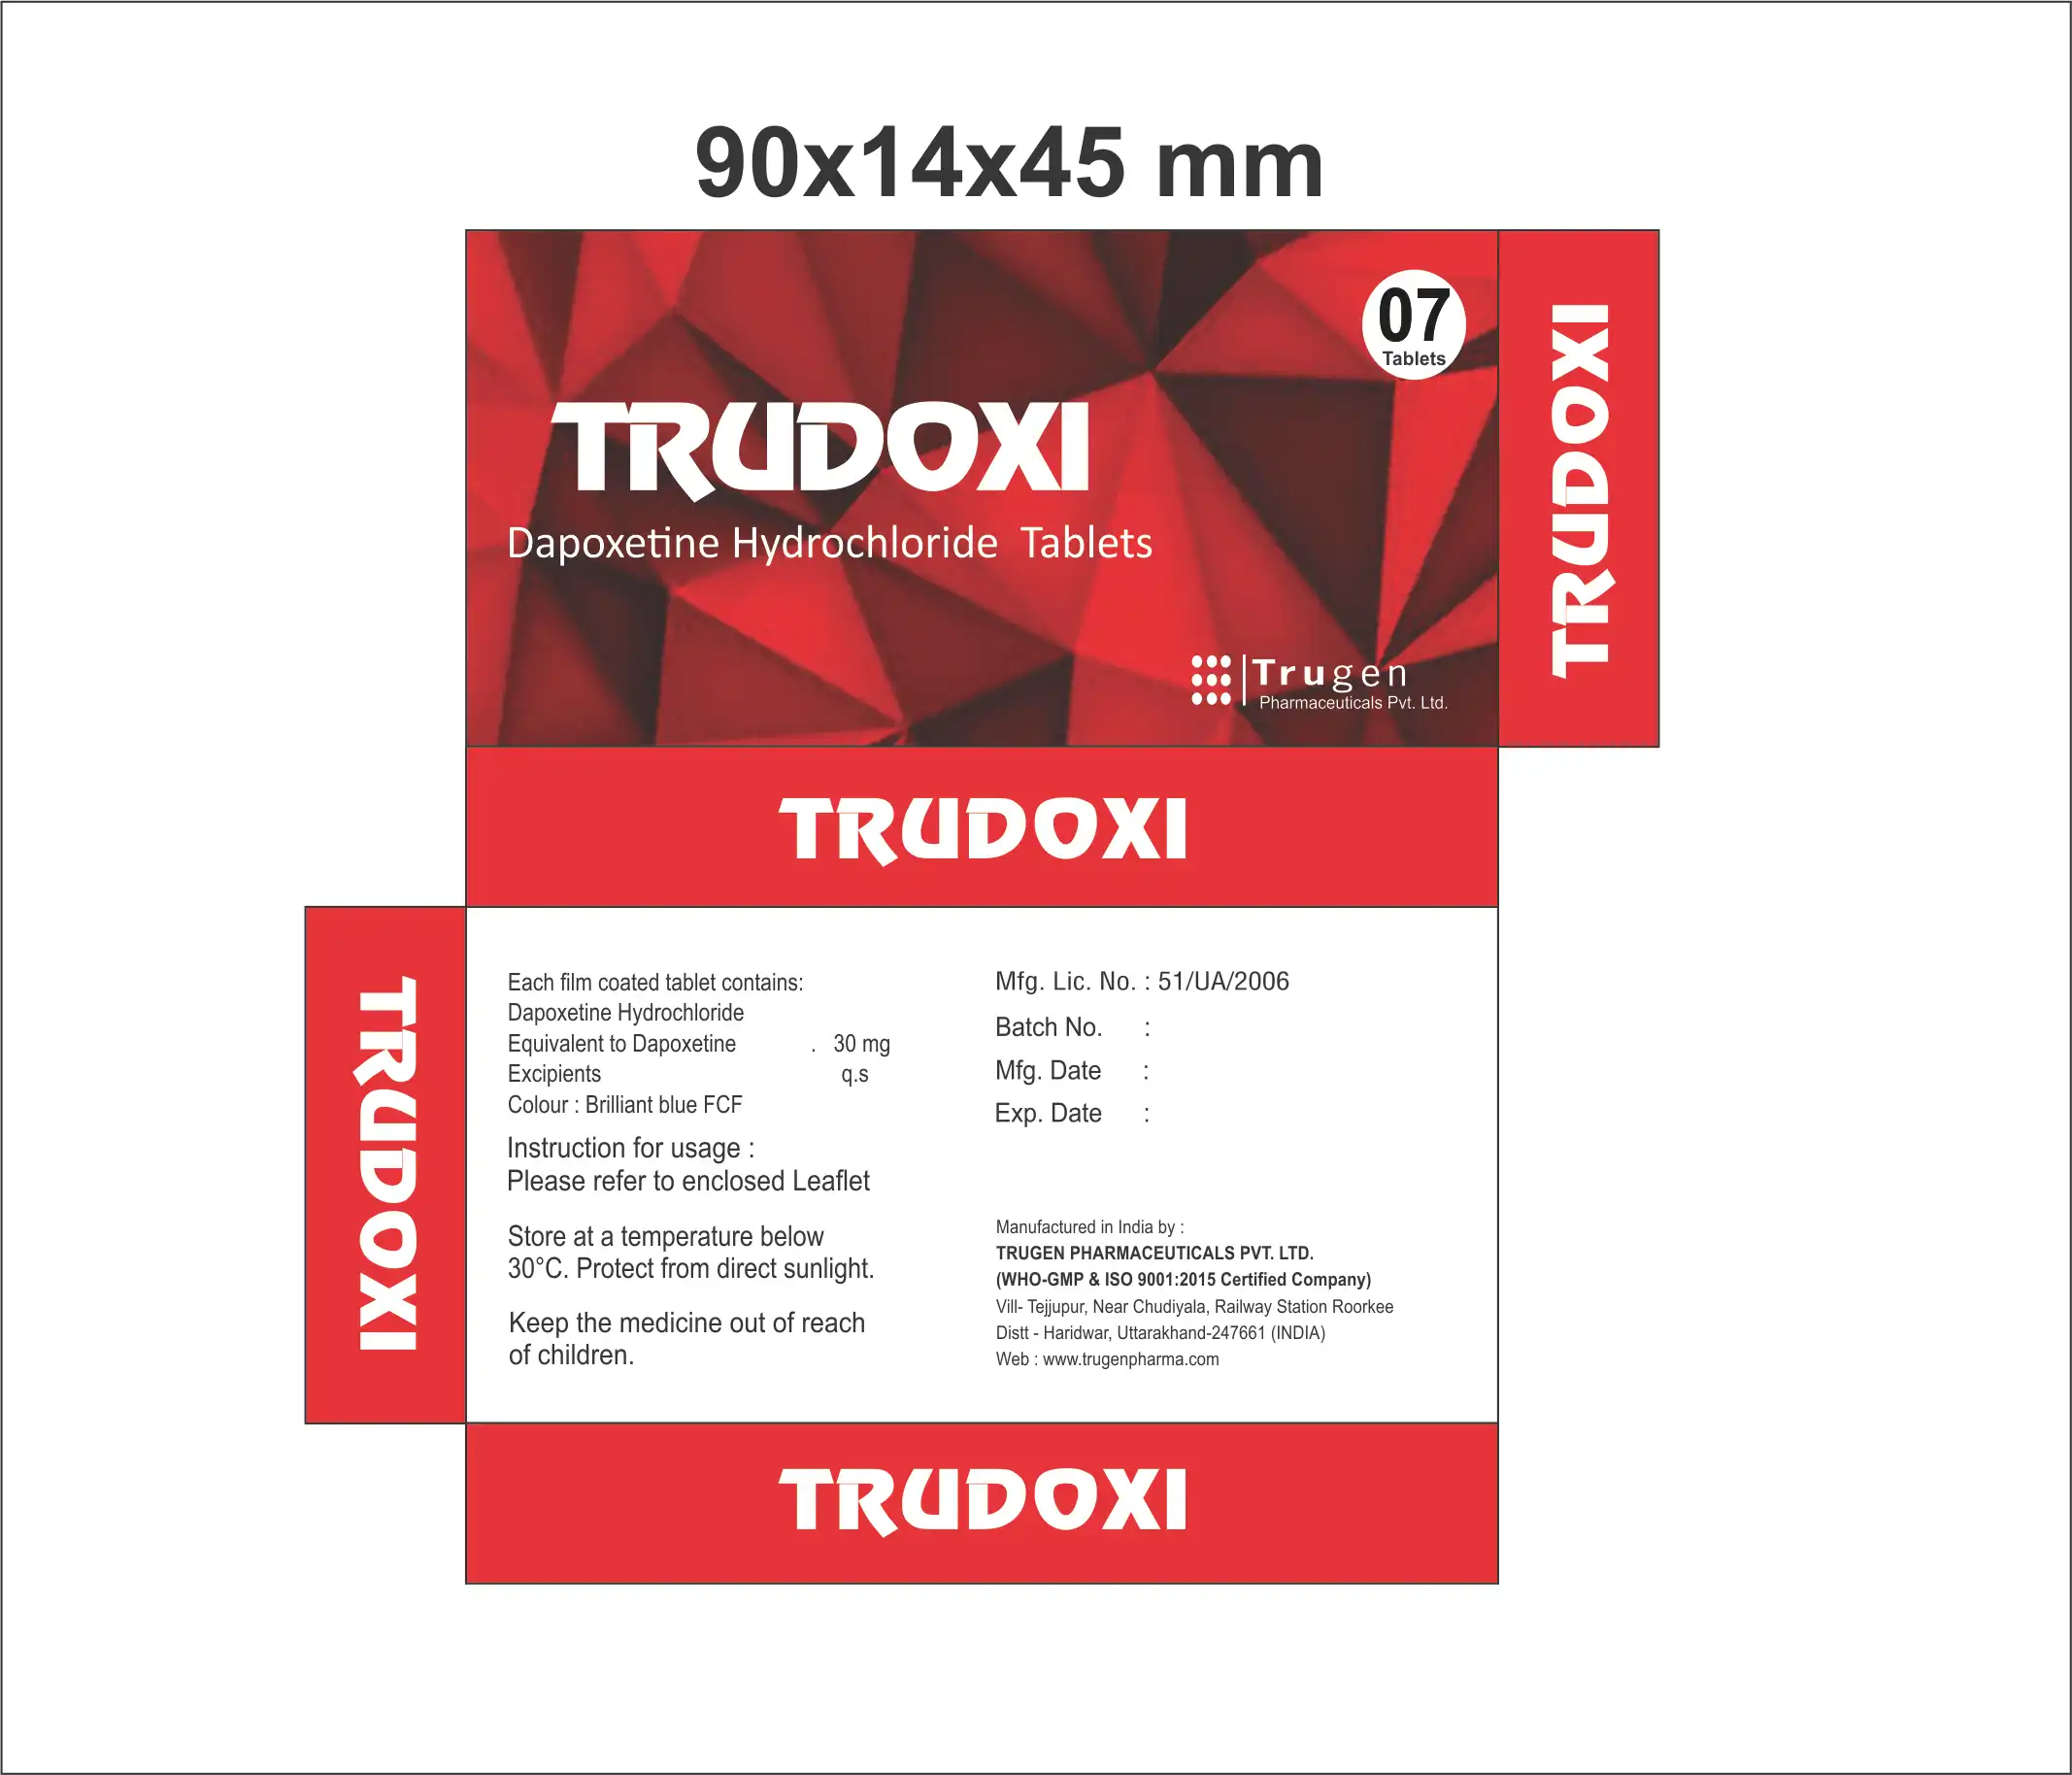 90x14x45 mm
07
Tablets
TRUDOXI
Dapoxetine Hydrochloride Tablets
Trugen
Pharmaceuticals Pvt. Ltd.
TRUDOXI
TRUDOXI
TRUDOXI
Each film coated tablet contains:
Dapoxetine Hydrochloride
Equivalent to Dapoxetine . 30 mg
Excipients q.s
Colour : Brilliant blue FCF
Instruction for usage :
Please refer to enclosed Leaflet
Store at a temperature below
30°C. Protect from direct sunlight.
Keep the medicine out of reach
of children.
Mfg. Lic. No. : 51/UA/2006
Batch No. :
Mfg. Date :
Exp. Date :
Manufactured in India by :
TRUGEN PHARMACEUTICALS PVT. LTD.
(WHO-GMP & ISO 9001:2015 Certified Company)
Vill- Tejjupur, Near Chudiyala, Railway Station Roorkee
Distt - Haridwar, Uttarakhand-247661 (INDIA)
Web : www.trugenpharma.com
TRUDOXI